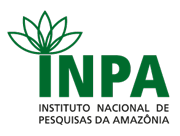 INPA
INSTITUTO NACIONAL DE
PESQUISAS DA AMAZÔNIA